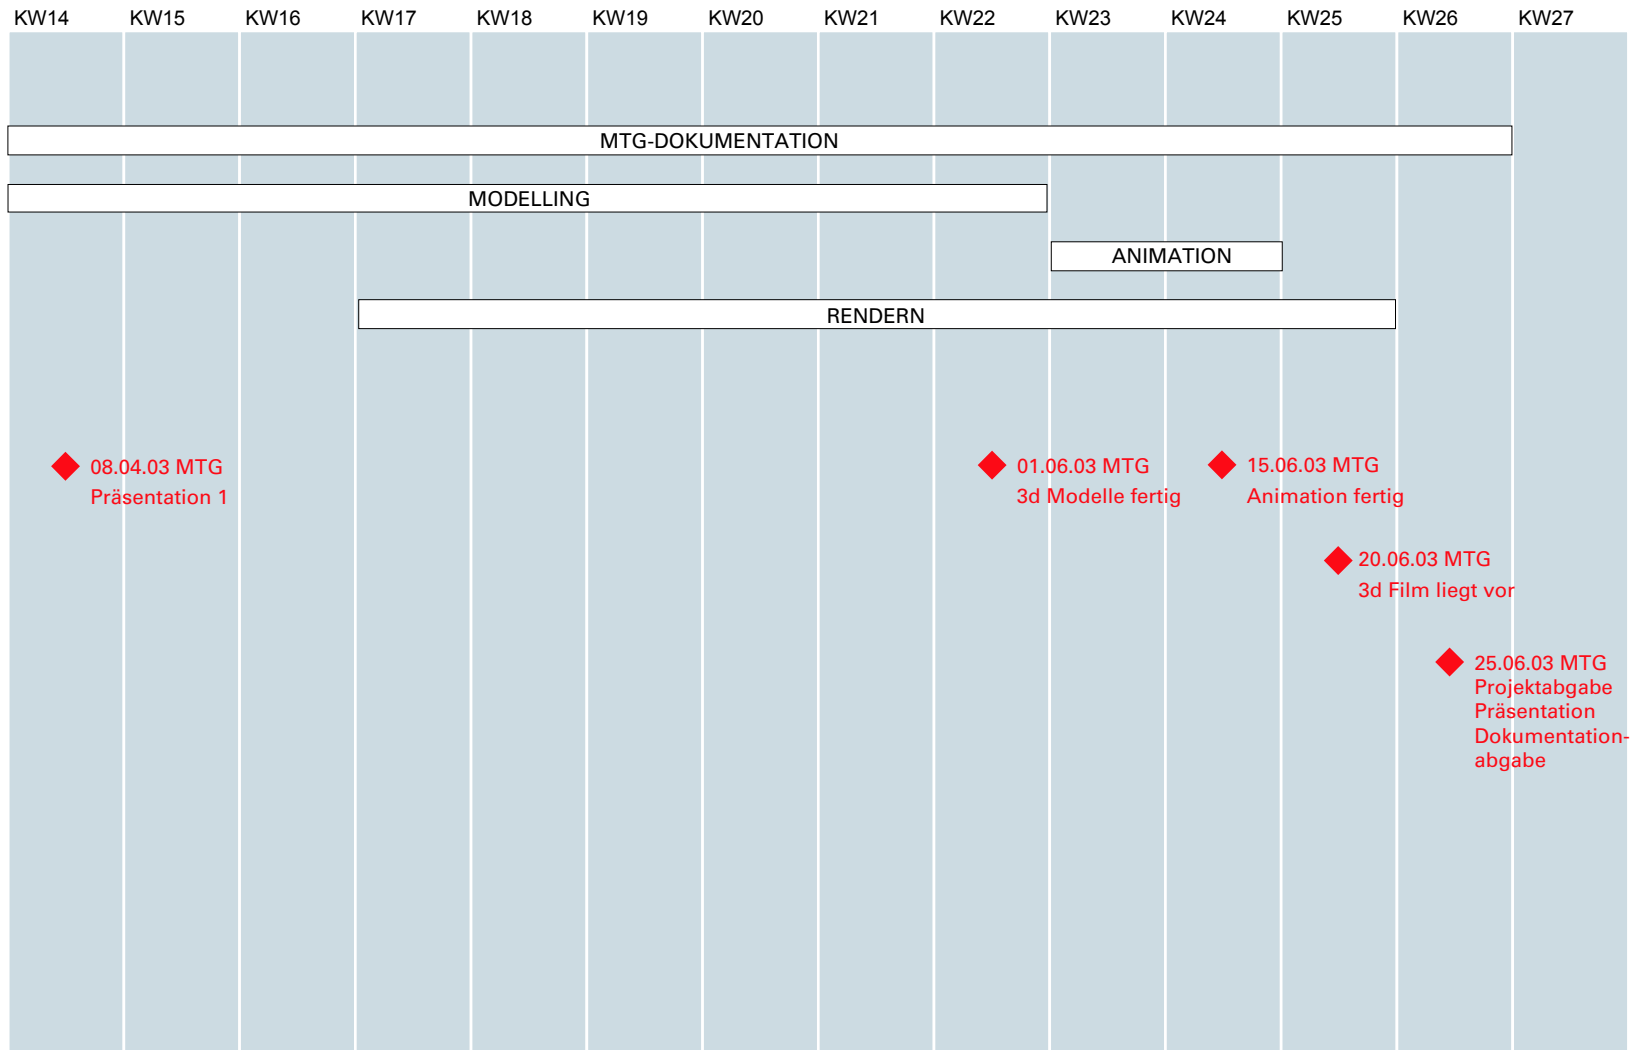 KW14 KW15 KW16 KW17 KW18 KW19 KW20 KW21 KW22 KW23 KW24 KW25 KW26 KW27
MTG-DOKUMENTATION
MODELLING
ANIMATION
RENDERN
08.04.03 MTG
Präsentation 1
01.06.03 MTG
3d Modelle fertig
15.06.03 MTG
Animation fertig
20.06.03 MTG
3d Film liegt vor
25.06.03 MTG
Projektabgabe
Präsentation
Dokumentation-
abgabe